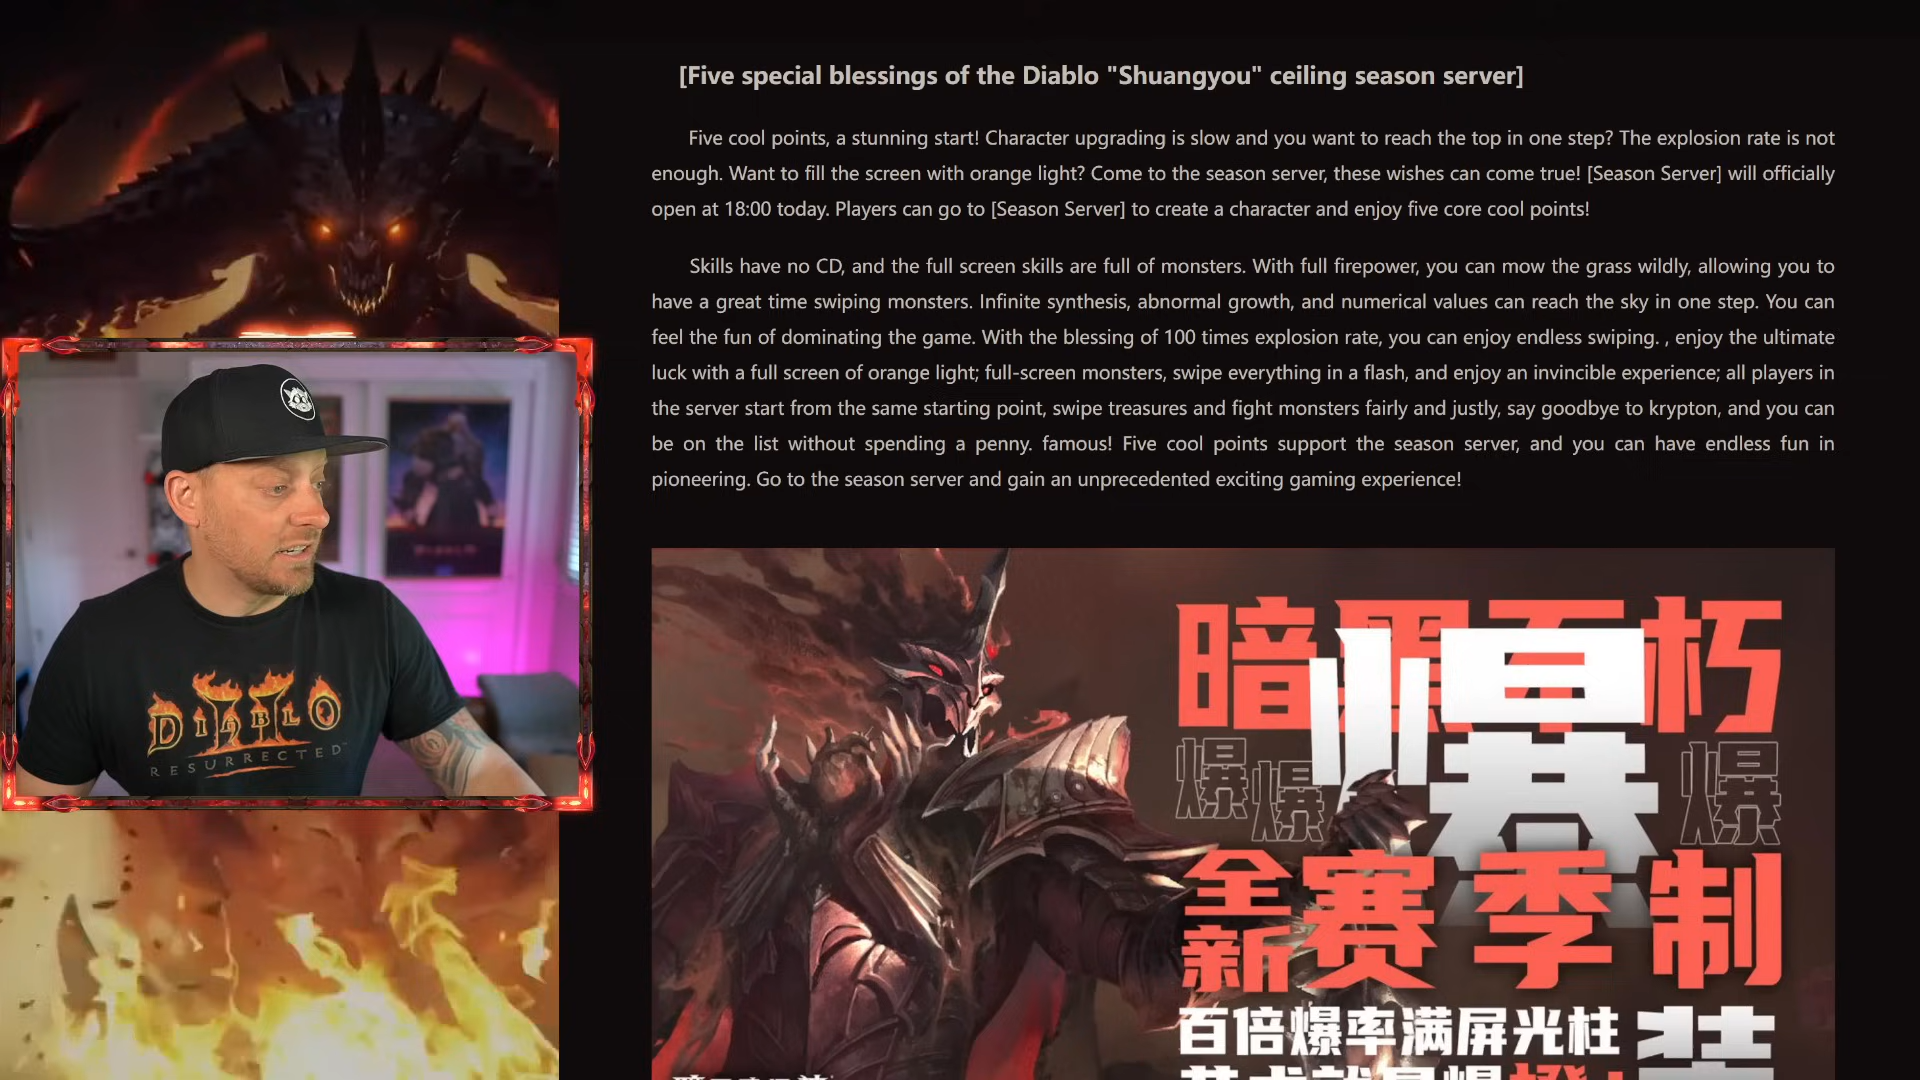 [Five special blessings of the Diablo "Shuangyou" ceiling season server]
Five cool points, a stunning start! Character upgrading is slow and you want to reach the top in one step? The explosion rate is not
enough. Want to fill the screen with orange light? Come to the season server, these wishes can come true! [Season Server] will officially
open at 18:00 today. Players can go to [Season Server] to create a character and enjoy five core cool points!
Skills have no CD, and the full screen skills are full of monsters. With full firepower, you can mow the grass wildly, allowing you to
have a great time swiping monsters. Infinite synthesis, abnormal growth, and numerical values can reach the sky in one step. You can
feel the fun of dominating the game. With the blessing of 100 times explosion rate, you can enjoy endless swiping. , enjoy the ultimate
luck with a full screen of orange light; full-screen monsters, swipe everything in a flash, and enjoy an invincible experience; all players in
the server start from the same starting point, swipe treasures and fight monsters fairly and justly, say goodbye to krypton, and you can
be on the list without spending a penny. famous! Five cool points support the season server, and you can have endless fun in
pioneering. Go to the season server and gain an unprecedented exciting gaming experience!
DIABLO
DIABLO II
RESURRECTED
暗黑不朽
爆
爆爆 爆
全新赛季制
百倍爆率满屏光柱